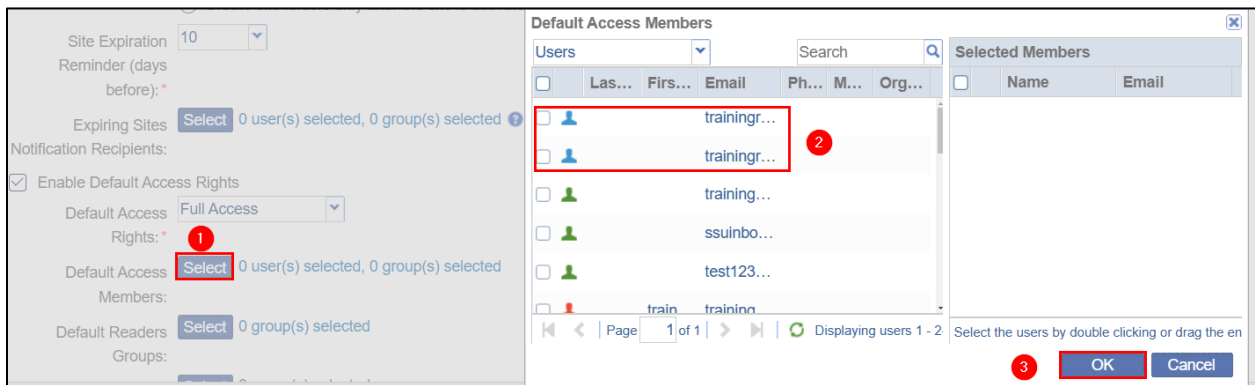 Site Expiration
Reminder (days
before):*
10
Expiring Sites
Notification Recipients:
Select 0 user(s) selected, 0 group(s) selected
Enable Default Access Rights
Default Access
Rights:*
Full Access
1
Default Access
Members:
Select 0 user(s) selected, 0 group(s) selected
Default Readers
Groups:
Select 0 group(s) selected
Default Access Members
Users
Search
Las... Firs... Email Ph... M... Org...
trainingr...
trainingr...
2
training...
ssuinbo...
test123...
train training
Page 1 of 1 Displaying users 1 - 2
Selected Members
Name Email
Select the users by double clicking or drag the en
3
OK Cancel